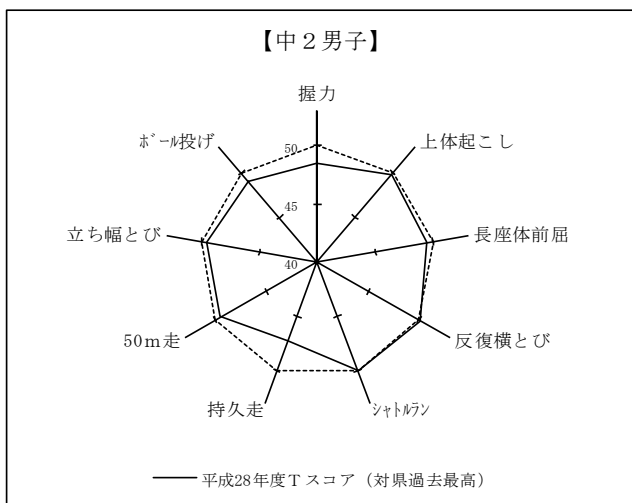 【中２男子】
握力
ﾎﾞｰﾙ投げ
上体起こし
50
立ち幅とび
45
長座体前屈
40
50ｍ走
反復横とび
持久走
ｼｬﾄﾙﾗﾝ
平成28年度Ｔスコア（対県過去最高）